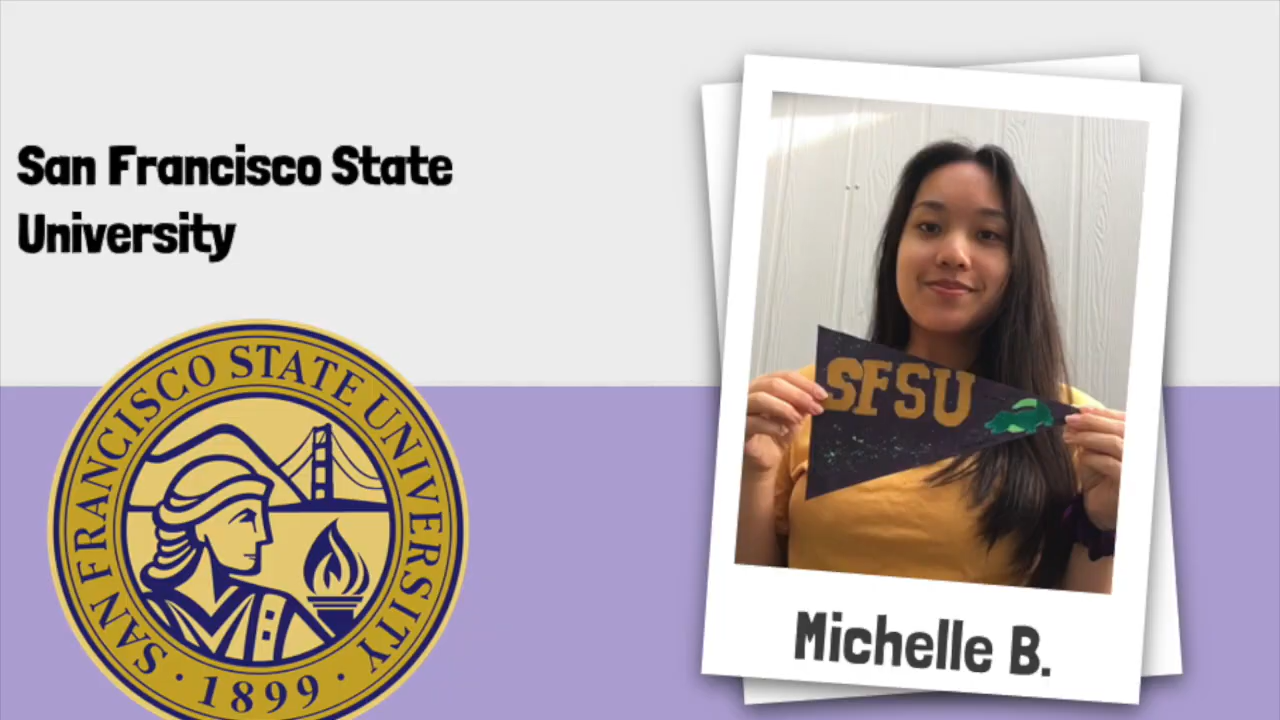 San Francisco State
University
SAN FRANCISCO STATE UNIVERSITY
· 1899 ·
SFSU
Michelle B.